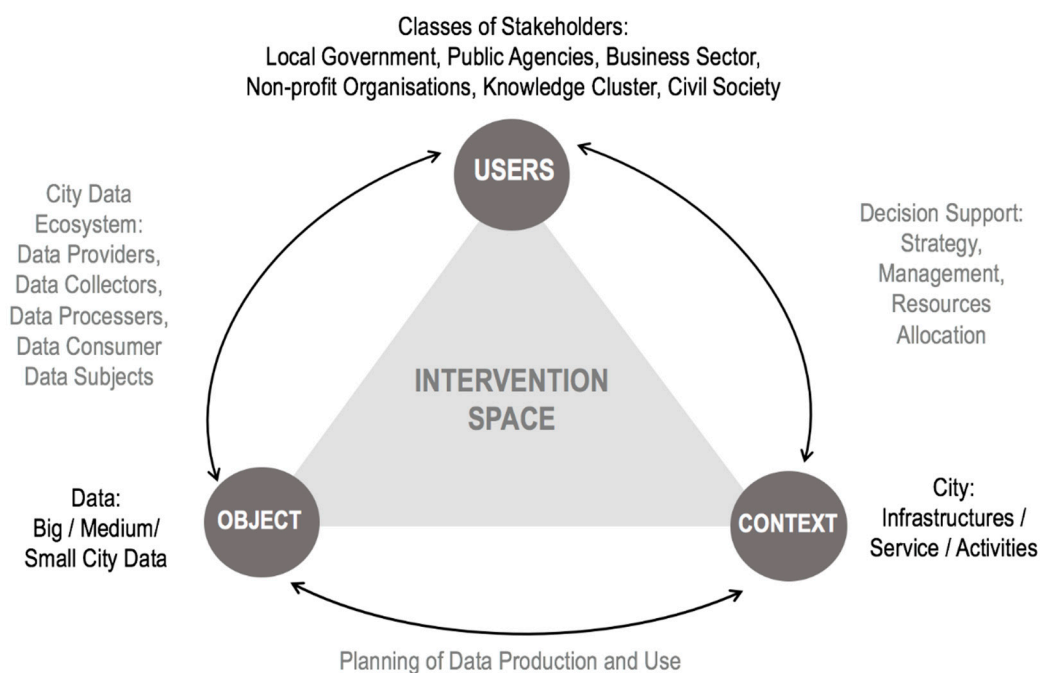 Classes of Stakeholders:
Local Government, Public Agencies, Business Sector,
Non-profit Organisations, Knowledge Cluster, Civil Society
USERS
City Data
Ecosystem:
Data Providers,
Data Collectors,
Data Processers,
Data Consumer
Data Subjects
Decision Support:
Strategy,
Management,
Resources
Allocation
INTERVENTION
SPACE
Data:
Big / Medium/
Small City Data
OBJECT
CONTEXT
City:
Infrastructures /
Service / Activities
Planning of Data Production and Use